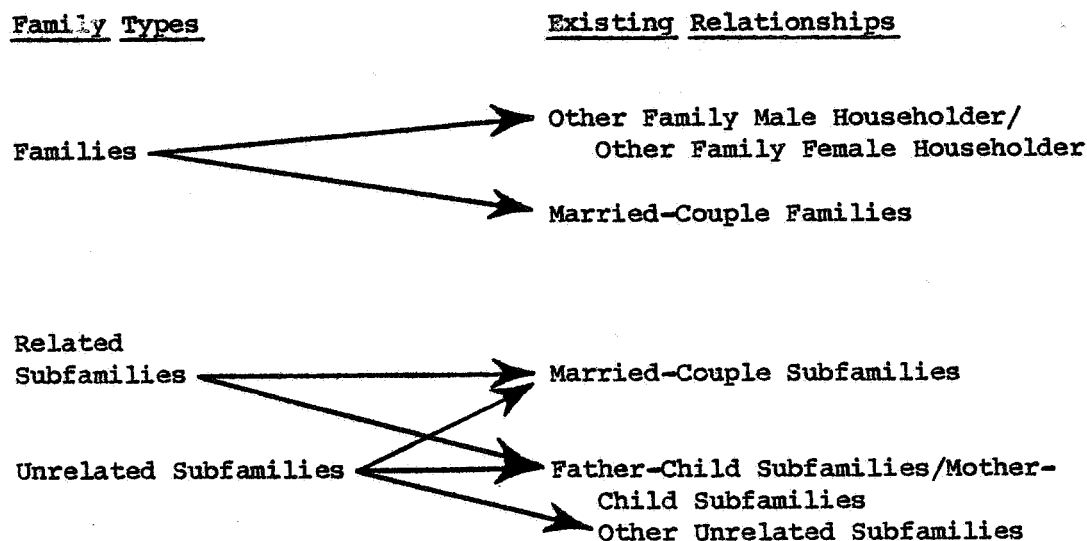 Family Types
Existing Relationships
Families
Other Family Male Householder/
Other Family Female Householder
Married-Couple Families
Related
Subfamilies
Married-Couple Subfamilies
Unrelated Subfamilies
Father-Child Subfamilies/Mother-
Child Subfamilies
Other Unrelated Subfamilies